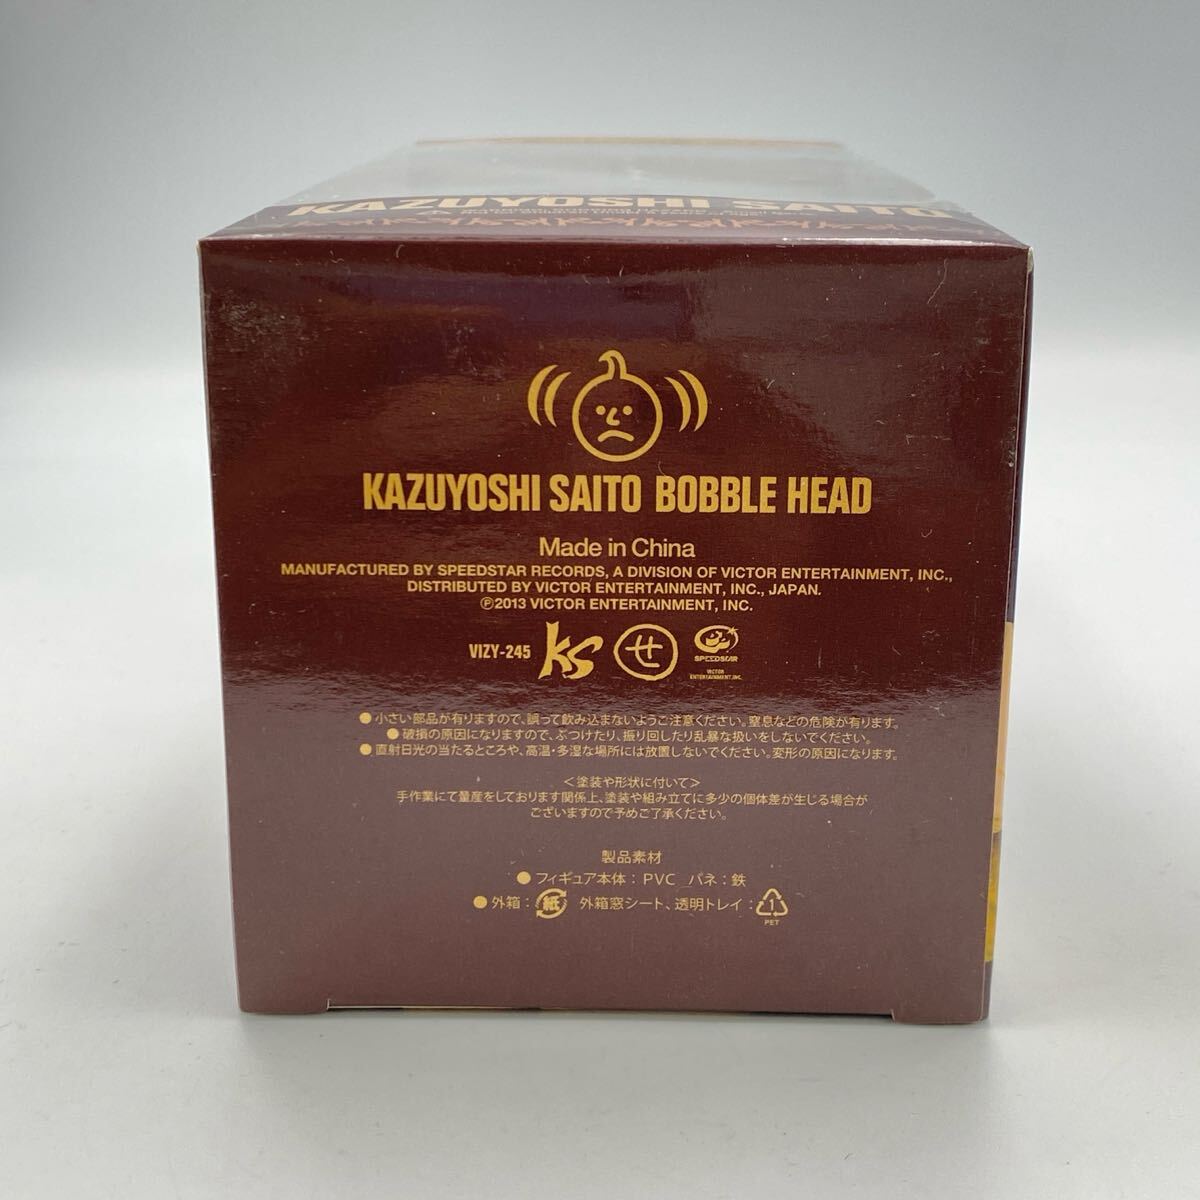 KAZUYOSHI SAITO
KAZUYOSHI SAITO BOBBLE HEAD
Made in China
MANUFACTURED BY SPEEDSTAR RECORDS, A DIVISION OF VICTOR ENTERTAINMENT, INC.,
DISTRIBUTED BY VICTOR ENTERTAINMENT, INC., JAPAN.
℗2013 VICTOR ENTERTAINMENT, INC.
VIZY-245 KS セ SPEEDSTAR
VICTOR
ENTERTAINMENT, INC.
●小さい部品が有りますので、誤って飲み込まないようご注意ください。窒息などの危険が有ります。
●破損の原因になりますので、ぶつけたり、振り回したり乱暴な扱いをしないでください。
●直射日光の当たるところや、高温・多湿な場所には放置しないでください。変形の原因になります。
＜塗装や形状に付いて＞
手作業にて量産をしております関係上、塗装や組み立てに多少の個体差が生じる場合が
ございますので予めご了承ください。
製品素材
●フィギュア本体：PVC バネ：鉄
●外箱：紙 外箱窓シート、透明トレイ：1
PET